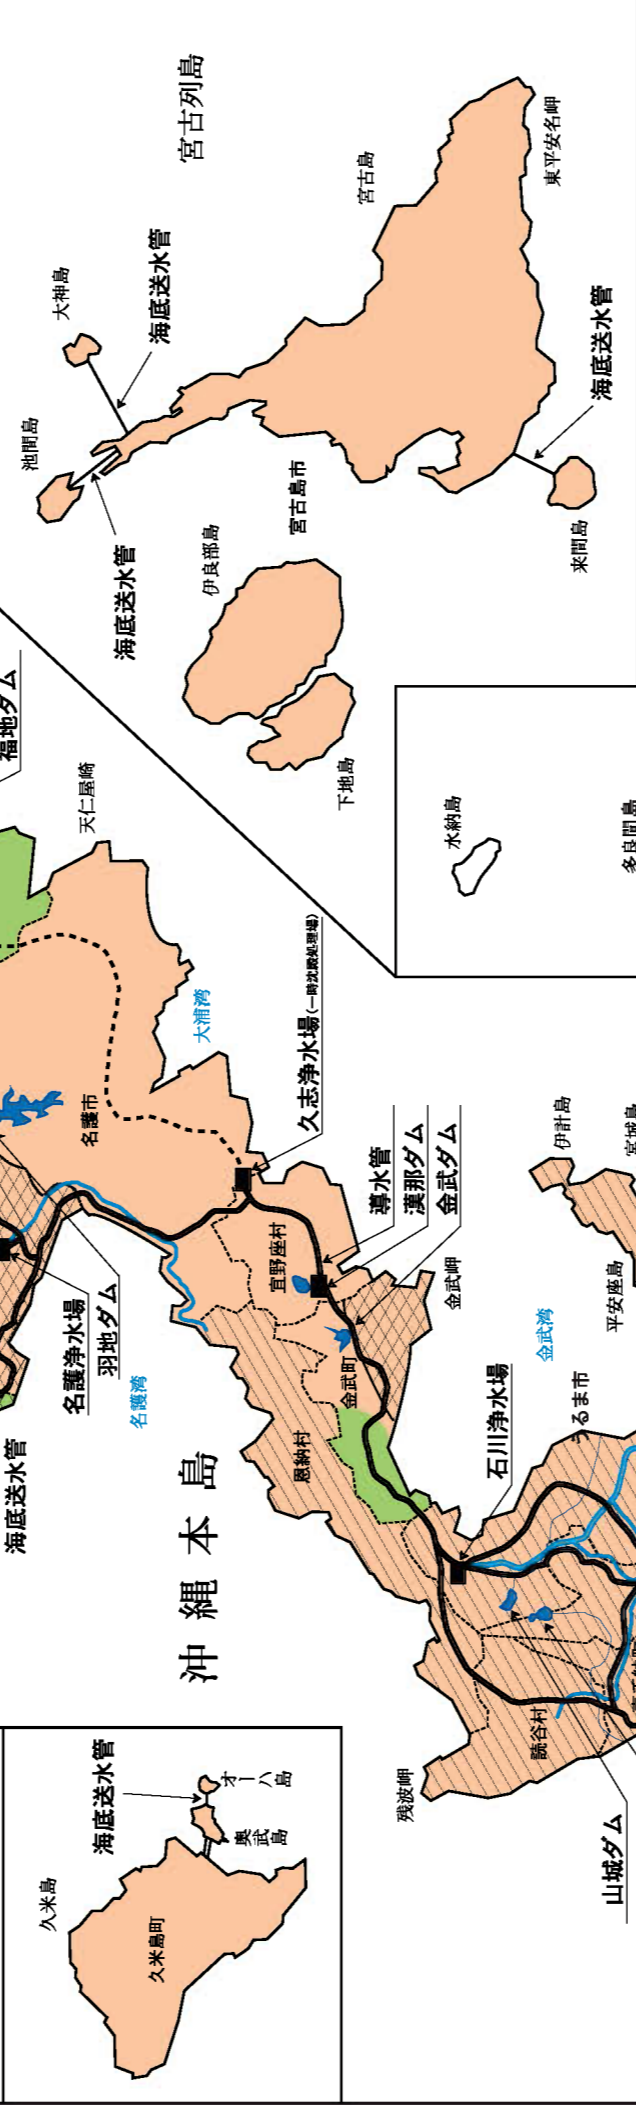 宮古列島
宮古島
東平安名岬
大神島
海底送水管
池間島
海底送水管
海底送水管
宮古島市
伊良部島
来間島
下地島
福地ダム
天仁屋崎
水納島
多良間島
大浦湾
久志浄水場(一時沈殿処理場)
名護市
導水管
漢那ダム
金武ダム
伊計島
宮城島
宜野座村
金武岬
平安座島
名護浄水場
羽地ダム
名護湾
金武湾
金武町
石川浄水場
うるま市
恩納村
海底送水管
沖縄本島
読谷村
残波岬
山城ダム
海底送水管
オーハ島
奥武島
久米島
久米島町